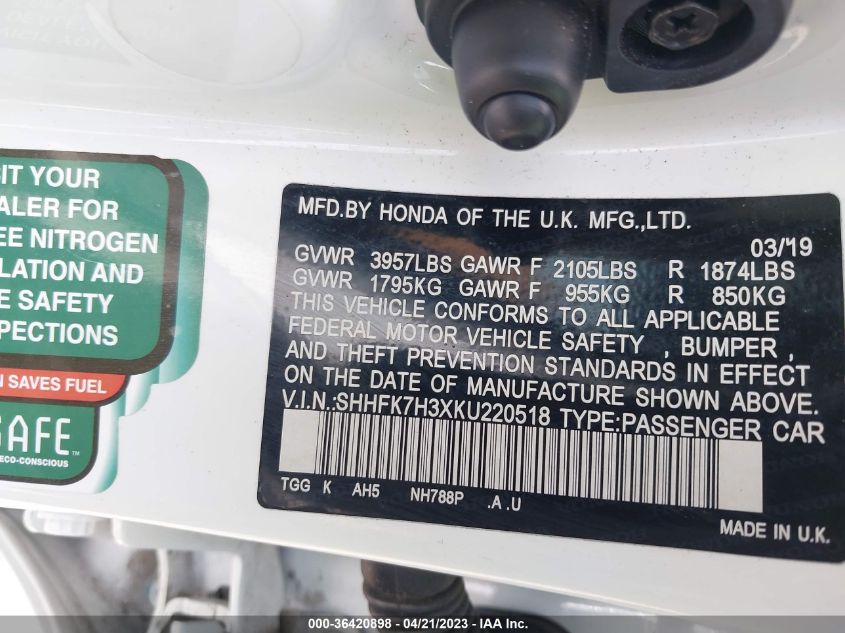 IT YOUR
ALER FOR
EE NITROGEN
LATION AND
E SAFETY
PECTIONS
N SAVES FUEL
SAFE ™
ECO-CONSCIOUS
MFD.BY HONDA OF THE U.K. MFG.,LTD.
03/19
GVWR 3957LBS GAWR F 2105LBS R 1874LBS
GVWR 1795KG GAWR F 955KG R 850KG
THIS VEHICLE CONFORMS TO ALL APPLICABLE
FEDERAL MOTOR VEHICLE SAFETY , BUMPER ,
AND THEFT PREVENTION STANDARDS IN EFFECT
ON THE DATE OF MANUFACTURE SHOWN ABOVE.
V.I.N.:SHHFK7H3XKU220518 TYPE:PASSENGER CAR
TGG K AH5 NH788P .A .U
MADE IN U.K.
000-36420898 - 04/21/2023 - IAA Inc.